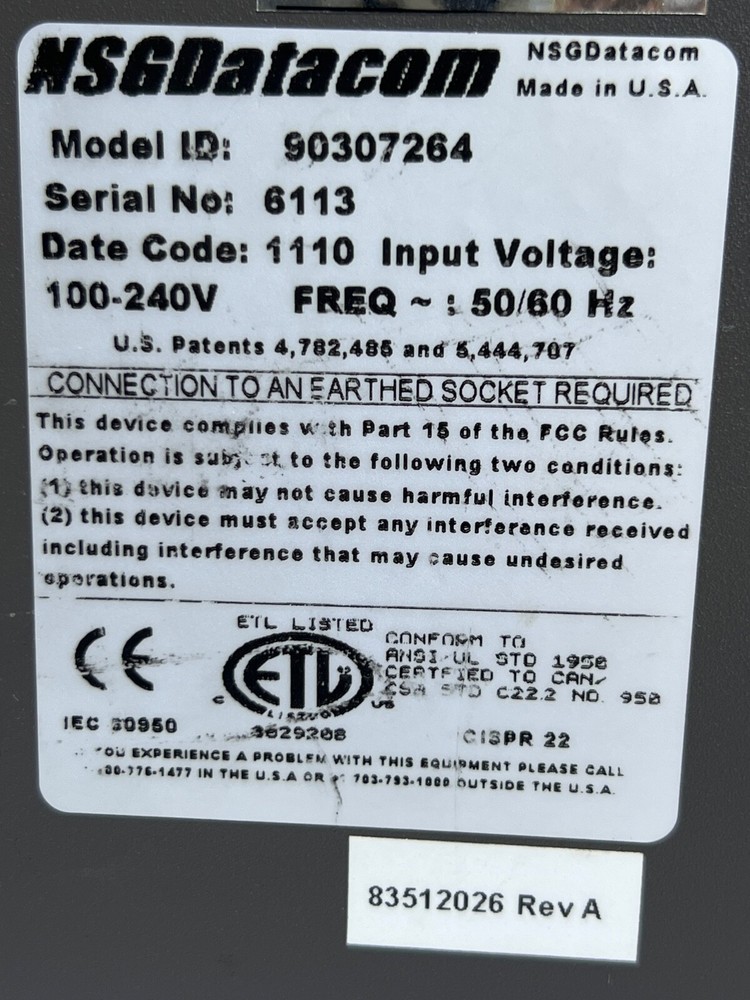 NSGDatacom
NSGDatacom
Made in U.S.A.
Model ID: 90307264
Serial No: 6113
Date Code: 1110 Input Voltage:
100-240V FREQ ~ : 50/60 Hz
U.S. Patents 4,782,485 and 5,444,707
CONNECTION TO AN EARTHED SOCKET REQUIRED
This device complies with Part 15 of the FCC Rules.
Operation is subject to the following two conditions:
(1) this device may not cause harmful interference.
(2) this device must accept any interference received
including interference that may cause undesired
operations.
CE
ETL LISTED
ETL
C
US
LISTED
3029208
CONFORM TO
ANSI/UL STD 1950
CERTIFIED TO CAN/
CSA STD C22.2 NO. 950
IEC 60950
CISPR 22
YOU EXPERIENCE A PROBLEM WITH THIS EQUIPMENT PLEASE CALL
00-776-1477 IN THE U.S.A OR 703-793-1000 OUTSIDE THE U.S.A.
83512026 Rev A